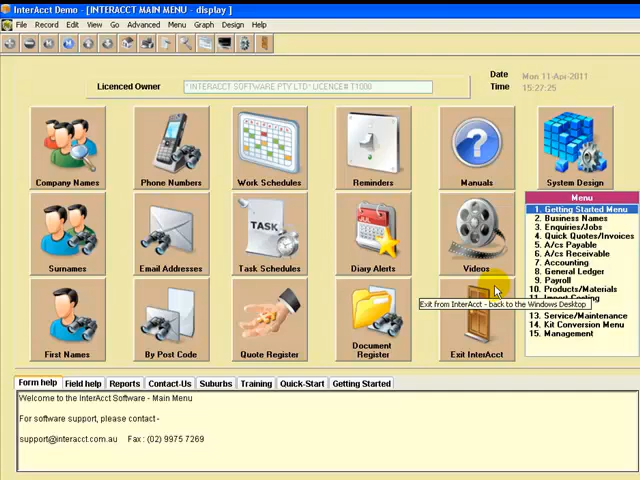 InterAcct Demo - [INTERACCT MAIN MENU - display ]
File Record Edit View Go Advanced Menu Graph Design Help
Licenced Owner
"INTERACCT SOFTWARE PTY LTD" LICENCE# T1000
Date Mon 11-Apr-2011
Time 15:27:25
Company Names
Phone Numbers
Work Schedules
Reminders
Manuals
System Design
Surnames
Email Addresses
TASK
Task Schedules
Diary Alerts
Videos
First Names
By Post Code
Quote Register
Document Register
Exit InterAcct
Exit from InterAcct - back to the Windows Desktop
Menu
1. Getting Started Menu
2. Business Names
3. Enquiries/Jobs
4. Quick Quotes/Invoices
5. A/cs Payable
6. A/cs Receivable
7. Accounting
8. General Ledger
9. Payroll
10. Products/Materials
13. Service/Maintenance
14. Kit Conversion Menu
15. Management
Form help Field help Reports Contact-Us Suburbs Training Quick-Start Getting Started
Welcome to the InterAcct Software - Main Menu
For software support, please contact -
support@interacct.com.au Fax : (02) 9975 7269